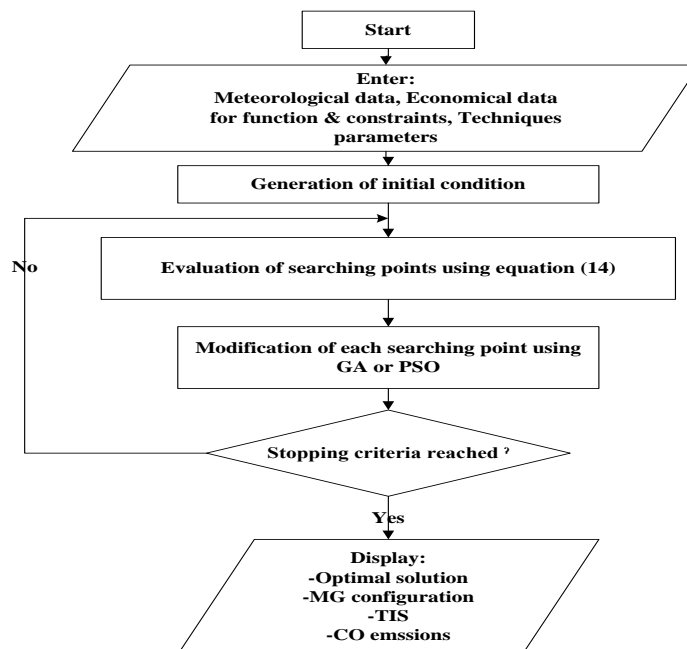 Start
Enter:
Meteorological data, Economical data
for function & constraints, Techniques
parameters
Generation of initial condition
No
Evaluation of searching points using equation (14)
Modification of each searching point using
GA or PSO
Stopping criteria reached ?
Yes
Display:
-Optimal solution
-MG configuration
-TIS
-CO emssions